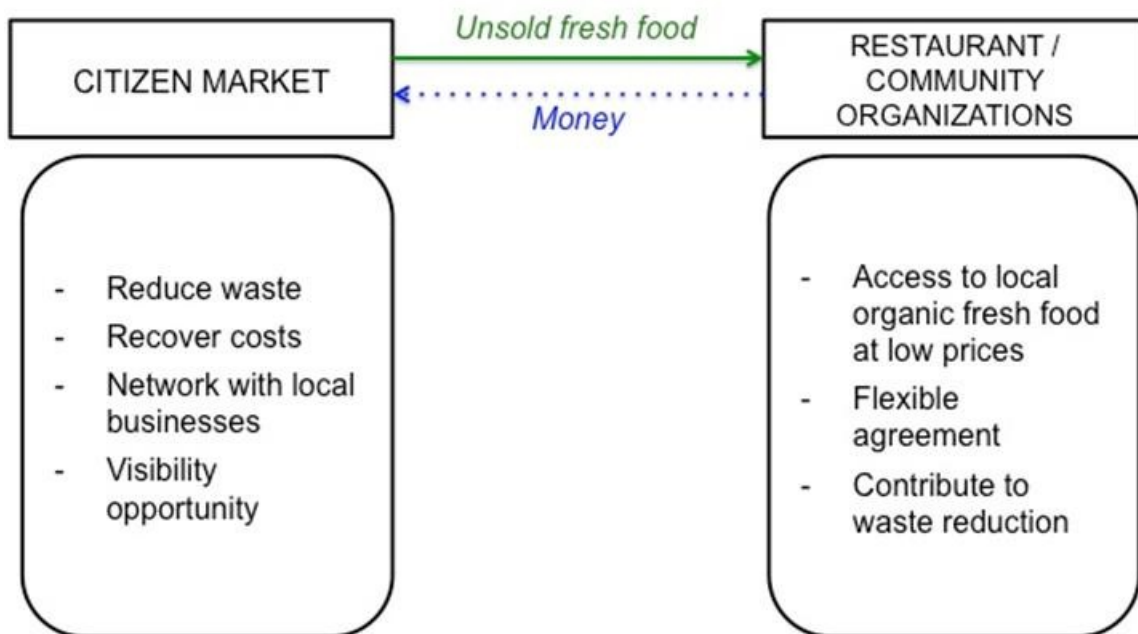 Unsold fresh food
CITIZEN MARKET
RESTAURANT /
COMMUNITY
ORGANIZATIONS
Money
- Reduce waste
- Recover costs
- Network with local
businesses
- Visibility
opportunity
- Access to local
organic fresh food
at low prices
- Flexible
agreement
- Contribute to
waste reduction